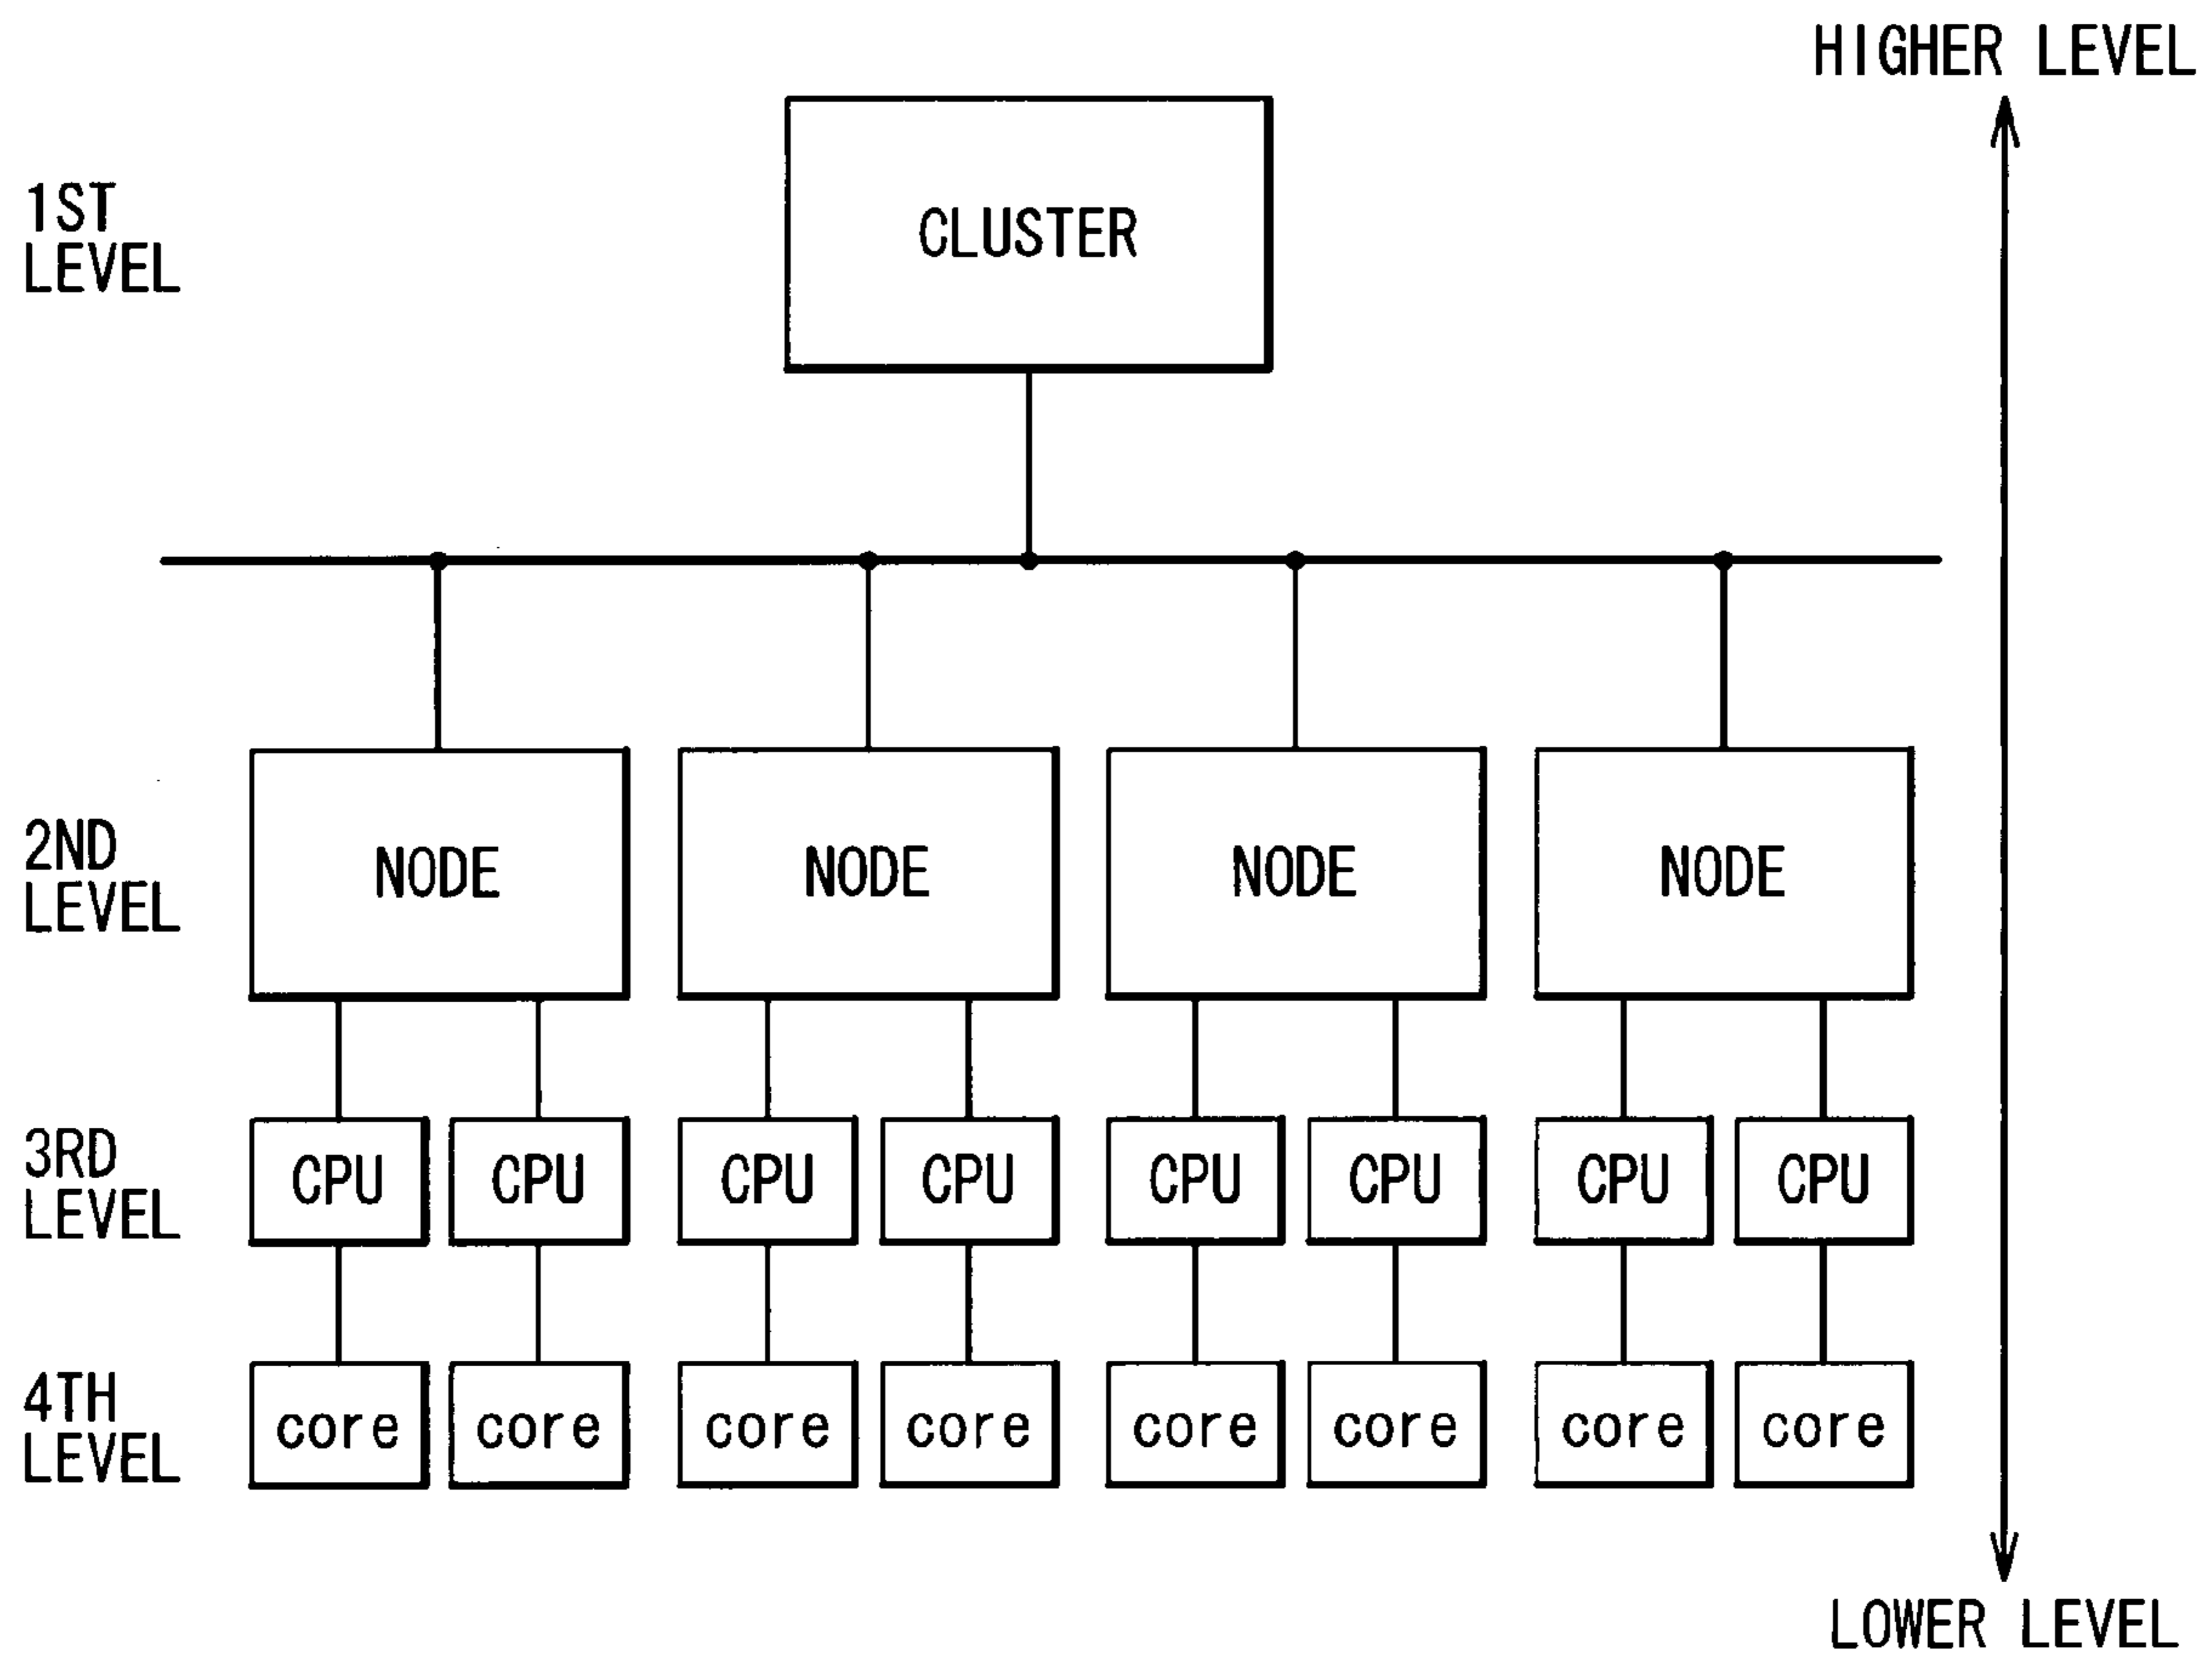 HIGHER LEVEL
1ST
LEVEL
CLUSTER
2ND
LEVEL
NODE NODE NODE NODE
3RD
LEVEL
CPU CPU CPU CPU CPU CPU CPU CPU
4TH
LEVEL
core core core core core core core core
LOWER LEVEL